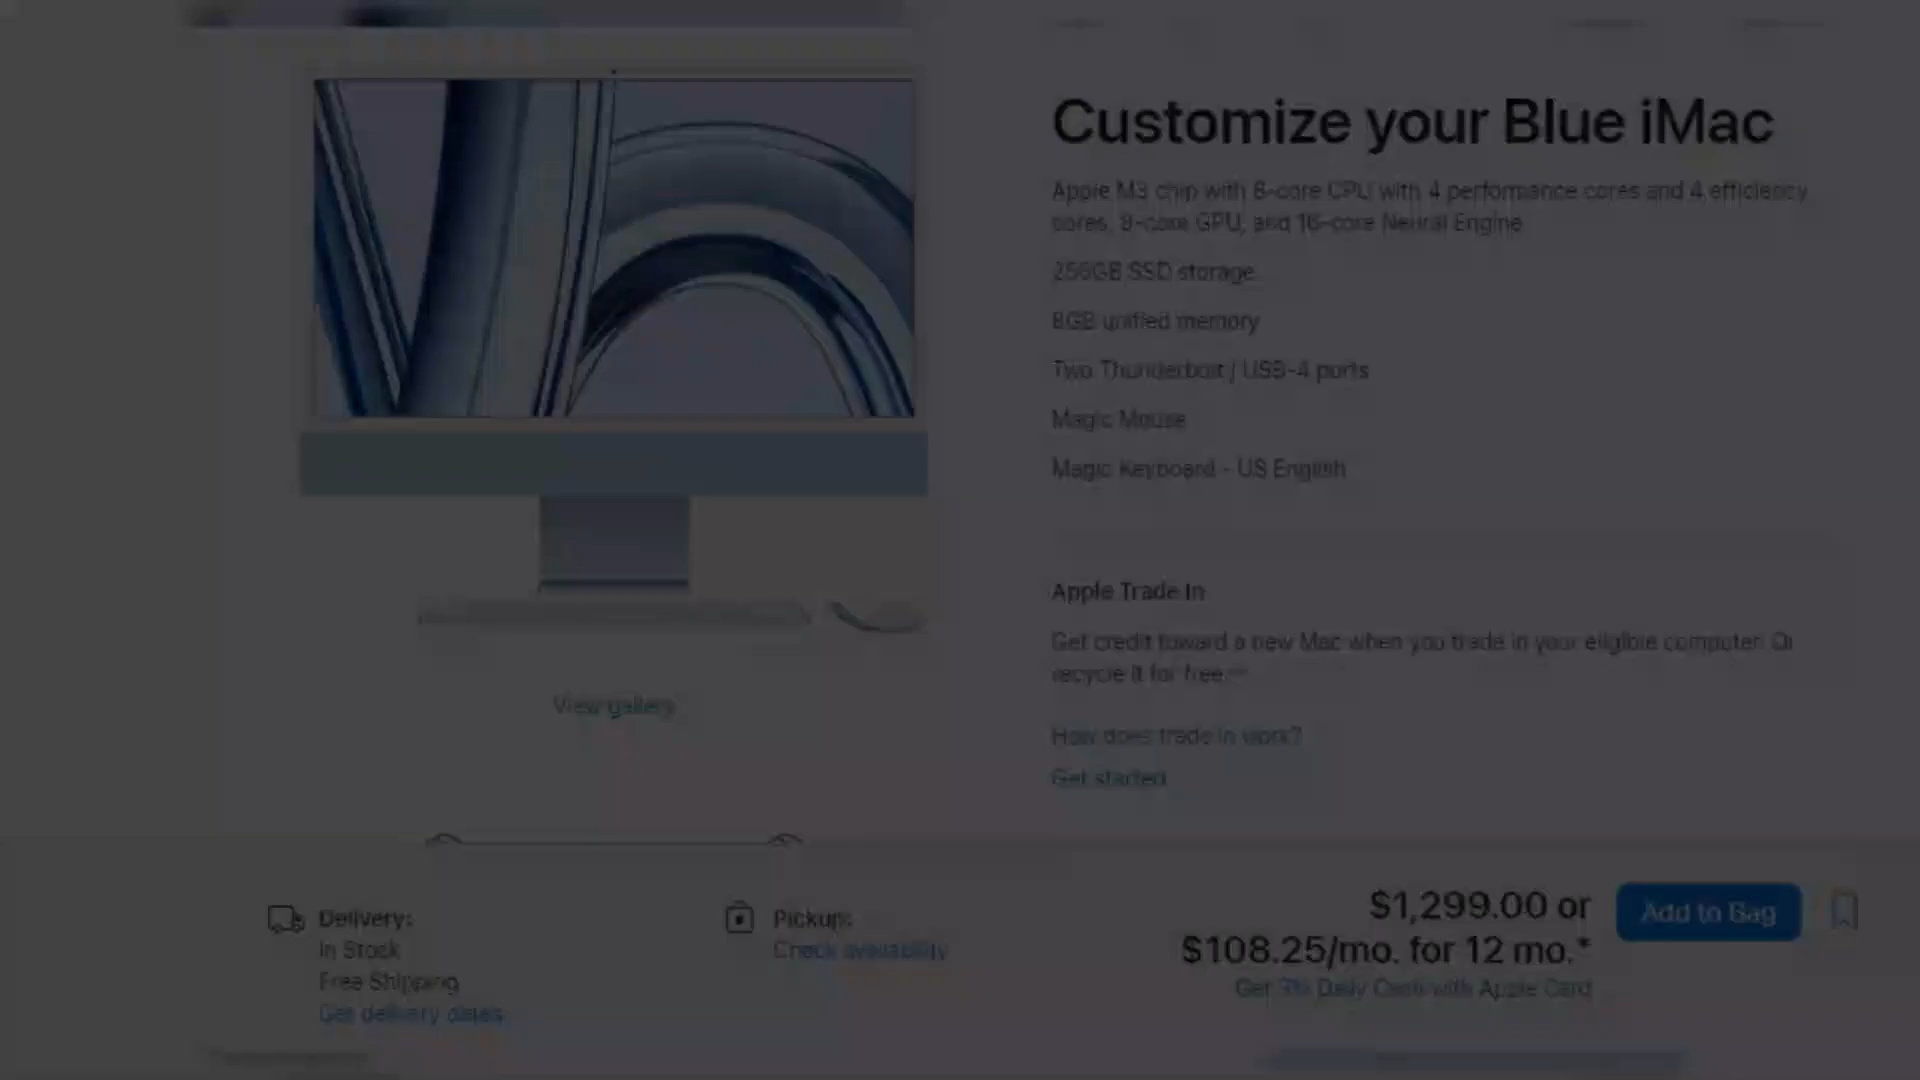 Customize your Blue iMac
Apple M3 chip with 8-core CPU with 4 performance cores and 4 efficiency
cores, 8-core GPU, and 16-core Neural Engine
256GB SSD storage
8GB unified memory
Two Thunderbolt / USB-4 ports
Magic Mouse
Magic Keyboard - US English
Apple Trade In
Get credit toward a new Mac when you trade in your eligible computer. Or
recycle it for free.**
How does trade in work?
Get started
View gallery
Delivery:
In Stock
Free Shipping
Get delivery dates
Pickup:
Check availability
$1,299.00 or
$108.25/mo. for 12 mo.*
Get 3% Daily Cash with Apple Card
Add to Bag